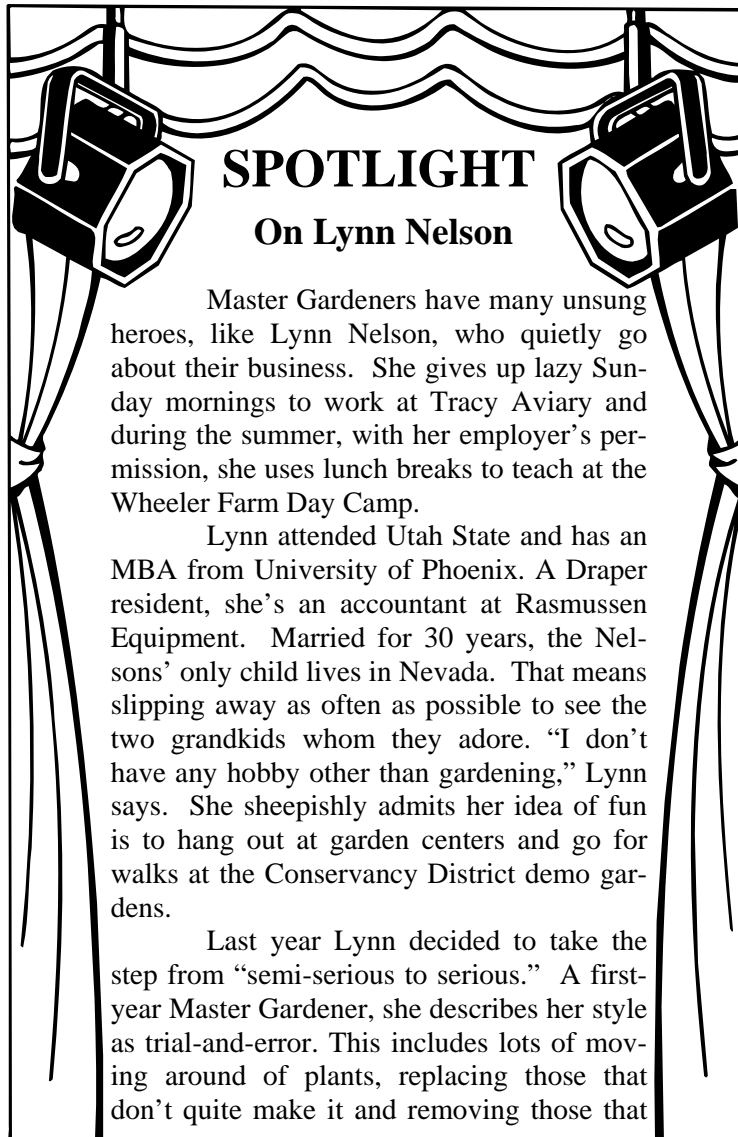 SPOTLIGHT
On Lynn Nelson
Master Gardeners have many unsung
heroes, like Lynn Nelson, who quietly go
about their business.  She gives up lazy Sun-
day mornings to work at Tracy Aviary and
during the summer, with her employer’s per-
mission, she uses lunch breaks to teach at the
Wheeler Farm Day Camp.
Lynn attended Utah State and has an
MBA from University of Phoenix. A Draper
resident, she’s an accountant at Rasmussen
Equipment.  Married for 30 years, the Nel-
sons’ only child lives in Nevada.  That means
slipping away as often as possible to see the
two grandkids whom they adore. “I don’t
have any hobby other than gardening,” Lynn
says.  She sheepishly admits her idea of fun
is to hang out at garden centers and go for
walks at the Conservancy District demo gar-
dens.
Last year Lynn decided to take the
step from “semi-serious to serious.”  A first-
year Master Gardener, she describes her style
as trial-and-error. This includes lots of mov-
ing around of plants, replacing those that
don’t quite make it and removing those that